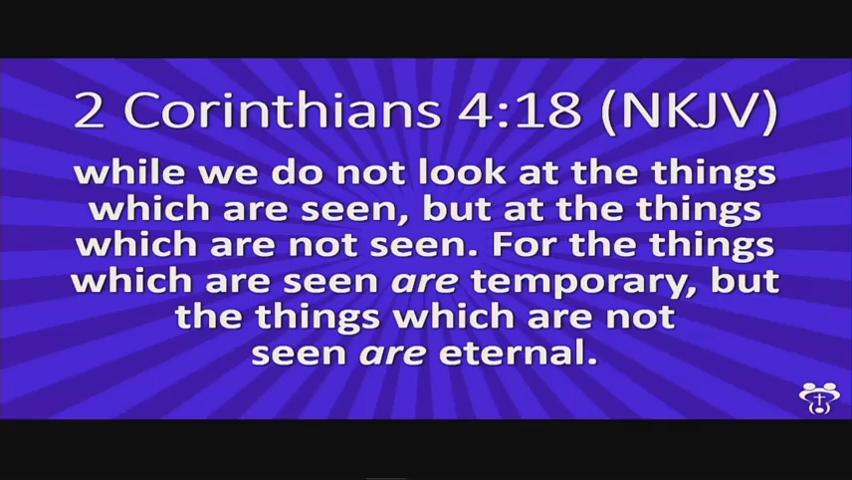 2 Corinthians 4:18 (NKJV)
while we do not look at the things
which are seen, but at the things
which are not seen. For the things
which are seen are temporary, but
the things which are not
seen are eternal.